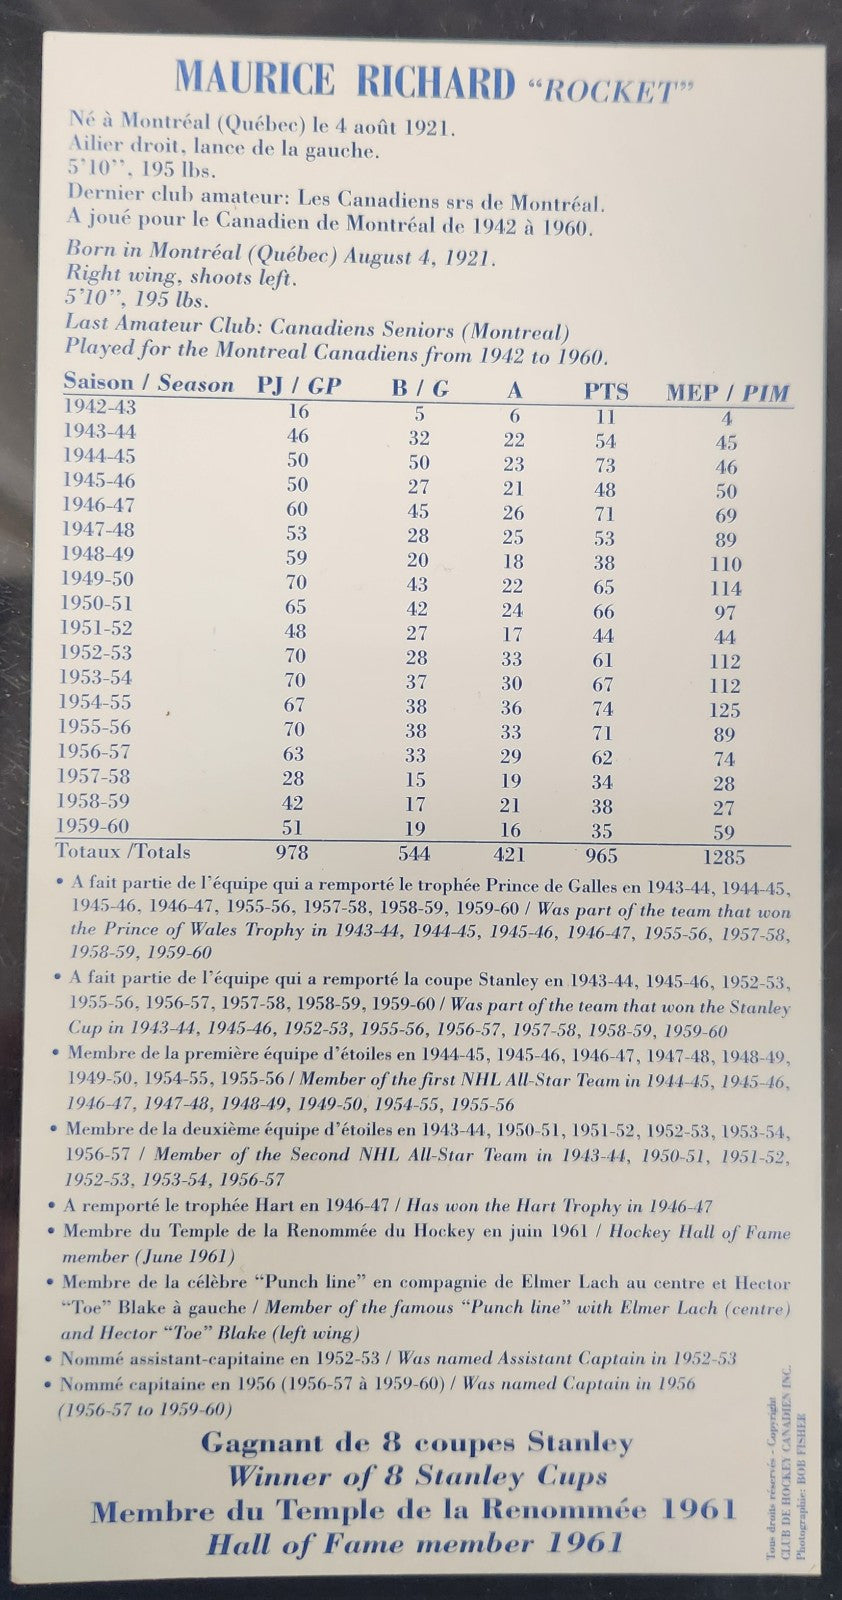 MAURICE RICHARD "ROCKET"
Né à Montréal (Québec) le 4 août 1921.
Ailier droit, lance de la gauche.
5'10", 195 lbs.
Dernier club amateur: Les Canadiens srs de Montréal.
A joué pour le Canadien de Montréal de 1942 à 1960.
Born in Montréal (Québec) August 4, 1921.
Right wing, shoots left.
5'10", 195 lbs.
Last Amateur Club: Canadiens Seniors (Montreal)
Played for the Montreal Canadiens from 1942 to 1960.
Saison / Season PJ / GP B / G A PTS MEP / PIM
1942-43 16 5 6 11 4
1943-44 46 32 22 54 45
1944-45 50 50 23 73 46
1945-46 50 27 21 48 50
1946-47 60 45 26 71 69
1947-48 53 28 25 53 89
1948-49 59 20 18 38 110
1949-50 70 43 22 65 114
1950-51 65 42 24 66 97
1951-52 48 27 17 44 44
1952-53 70 28 33 61 112
1953-54 70 37 30 67 112
1954-55 67 38 36 74 125
1955-56 70 38 33 71 89
1956-57 63 33 29 62 74
1957-58 28 15 19 34 28
1958-59 42 17 21 38 27
1959-60 51 19 16 35 59
Totaux /Totals 978 544 421 965 1285
• A fait partie de l'équipe qui a remporté le trophée Prince de Galles en 1943-44, 1944-45,
1945-46, 1946-47, 1955-56, 1957-58, 1958-59, 1959-60 / Was part of the team that won
the Prince of Wales Trophy in 1943-44, 1944-45, 1945-46, 1946-47, 1955-56, 1957-58,
1958-59, 1959-60
• A fait partie de l'équipe qui a remporté la coupe Stanley en 1943-44, 1945-46, 1952-53,
1955-56, 1956-57, 1957-58, 1958-59, 1959-60 / Was part of the team that won the Stanley
Cup in 1943-44, 1945-46, 1952-53, 1955-56, 1956-57, 1957-58, 1958-59, 1959-60
• Membre de la première équipe d'étoiles en 1944-45, 1945-46, 1946-47, 1947-48, 1948-49,
1949-50, 1954-55, 1955-56 / Member of the first NHL All-Star Team in 1944-45, 1945-46,
1946-47, 1947-48, 1948-49, 1949-50, 1954-55, 1955-56
• Membre de la deuxième équipe d'étoiles en 1943-44, 1950-51, 1951-52, 1952-53, 1953-54,
1956-57 / Member of the Second NHL All-Star Team in 1943-44, 1950-51, 1951-52,
1952-53, 1953-54, 1956-57
• A remporté le trophée Hart en 1946-47 / Has won the Hart Trophy in 1946-47
• Membre du Temple de la Renommée du Hockey en juin 1961 / Hockey Hall of Fame
member (June 1961)
• Membre de la célèbre "Punch line" en compagnie de Elmer Lach au centre et Hector
"Toe" Blake à gauche / Member of the famous "Punch line" with Elmer Lach (centre)
and Hector "Toe" Blake (left wing)
• Nommé assistant-capitaine en 1952-53 / Was named Assistant Captain in 1952-53
• Nommé capitaine en 1956 (1956-57 à 1959-60) / Was named Captain in 1956
(1956-57 to 1959-60)
Gagnant de 8 coupes Stanley
Winner of 8 Stanley Cups
Membre du Temple de la Renommée 1961
Hall of Fame member 1961
Tous droits réservés - Copyright
CLUB DE HOCKEY CANADIEN INC.
Photographie: BOB FISHER